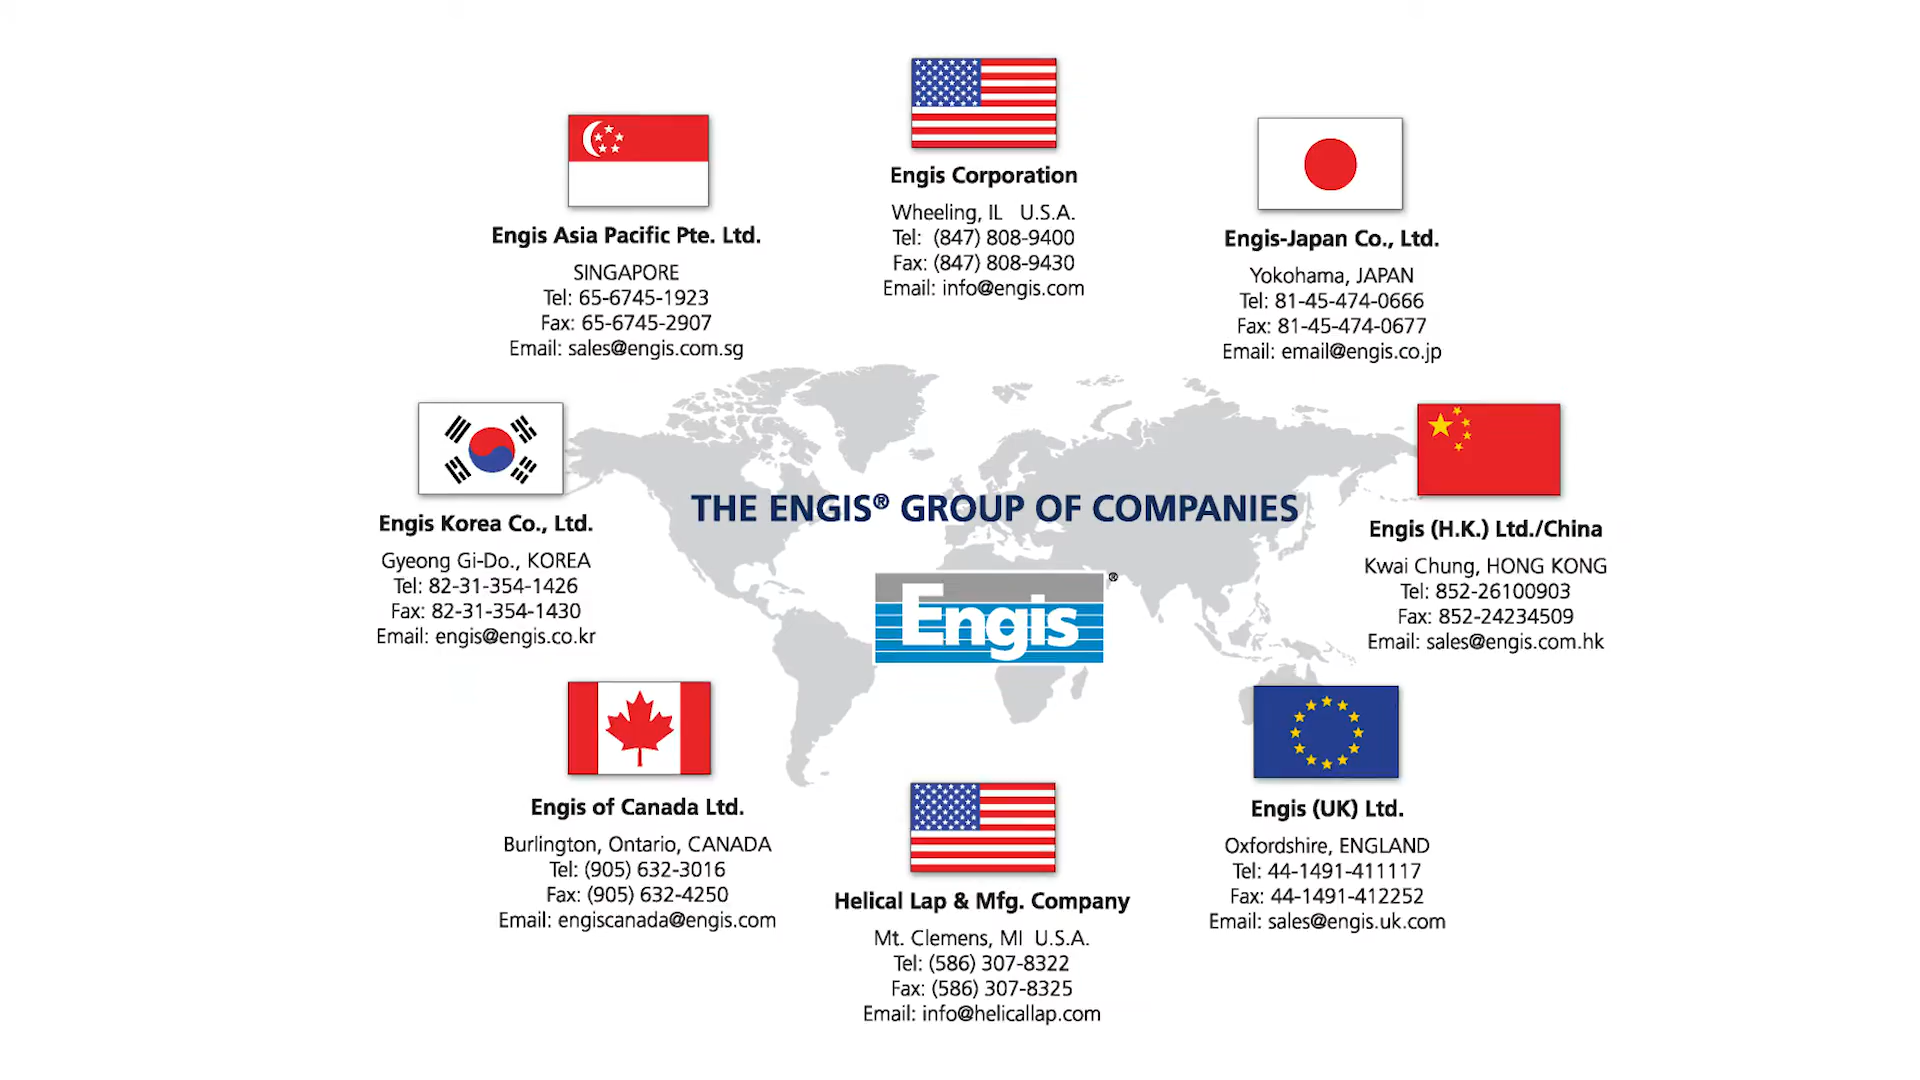 Engis Corporation
Wheeling, IL U.S.A.
Tel: (847) 808-9400
Fax: (847) 808-9430
Email: info@engis.com
Engis Asia Pacific Pte. Ltd.
SINGAPORE
Tel: 65-6745-1923
Fax: 65-6745-2907
Email: sales@engis.com.sg
Engis-Japan Co., Ltd.
Yokohama, JAPAN
Tel: 81-45-474-0666
Fax: 81-45-474-0677
Email: email@engis.co.jp
THE ENGIS® GROUP OF COMPANIES
Engis®
Engis Korea Co., Ltd.
Gyeong Gi-Do., KOREA
Tel: 82-31-354-1426
Fax: 82-31-354-1430
Email: engis@engis.co.kr
Engis (H.K.) Ltd./China
Kwai Chung, HONG KONG
Tel: 852-26100903
Fax: 852-24234509
Email: sales@engis.com.hk
Engis of Canada Ltd.
Burlington, Ontario, CANADA
Tel: (905) 632-3016
Fax: (905) 632-4250
Email: engiscanada@engis.com
Helical Lap & Mfg. Company
Mt. Clemens, MI U.S.A.
Tel: (586) 307-8322
Fax: (586) 307-8325
Email: info@helicallap.com
Engis (UK) Ltd.
Oxfordshire, ENGLAND
Tel: 44-1491-411117
Fax: 44-1491-412252
Email: sales@engis.uk.com